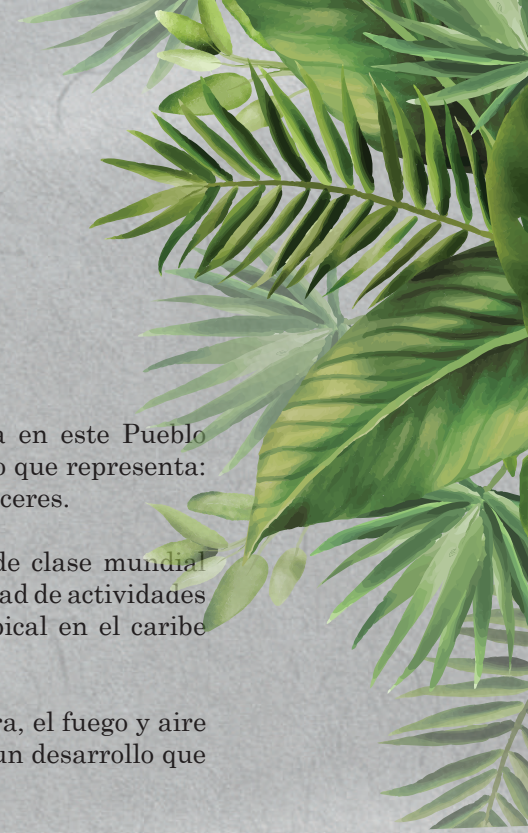 a en este Pueblo
o que representa:
ceres.
de clase mundial
ad de actividades
pical en el caribe
ra, el fuego y aire
un desarrollo que